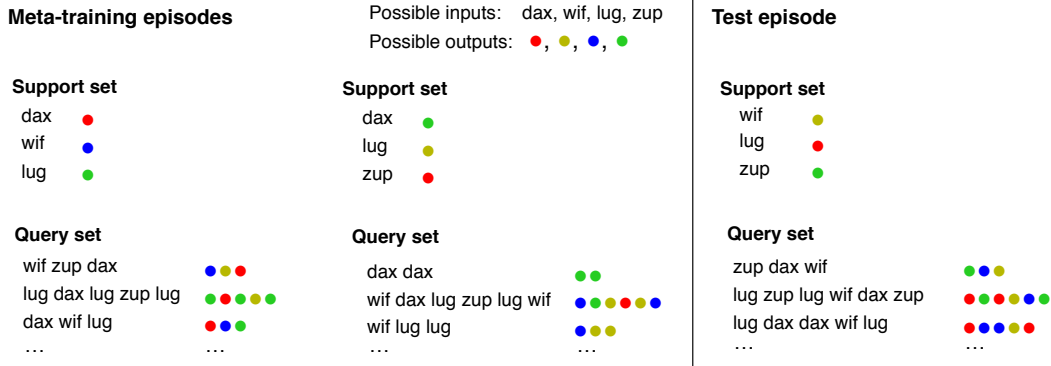 Meta-training episodes
Possible inputs: dax, wif, lug, zup
Possible outputs: , , ,
Support set
dax
wif
lug
Query set
wif zup dax
lug dax lug zup lug
dax wif lug
... ...
Support set
dax
lug
zup
Query set
dax dax
wif dax lug zup lug wif
wif lug lug
... ...
Test episode
Support set
wif
lug
zup
Query set
zup dax wif
lug zup lug wif dax zup
lug dax dax wif lug
... ...